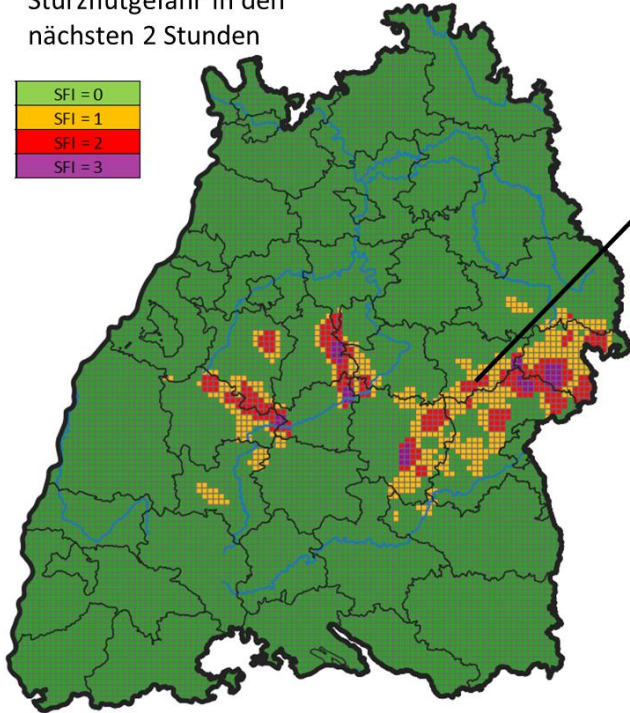 Sturzflutgefahr in den
nächsten 2 Stunden
SFI = 0
SFI = 1
SFI = 2
SFI = 3